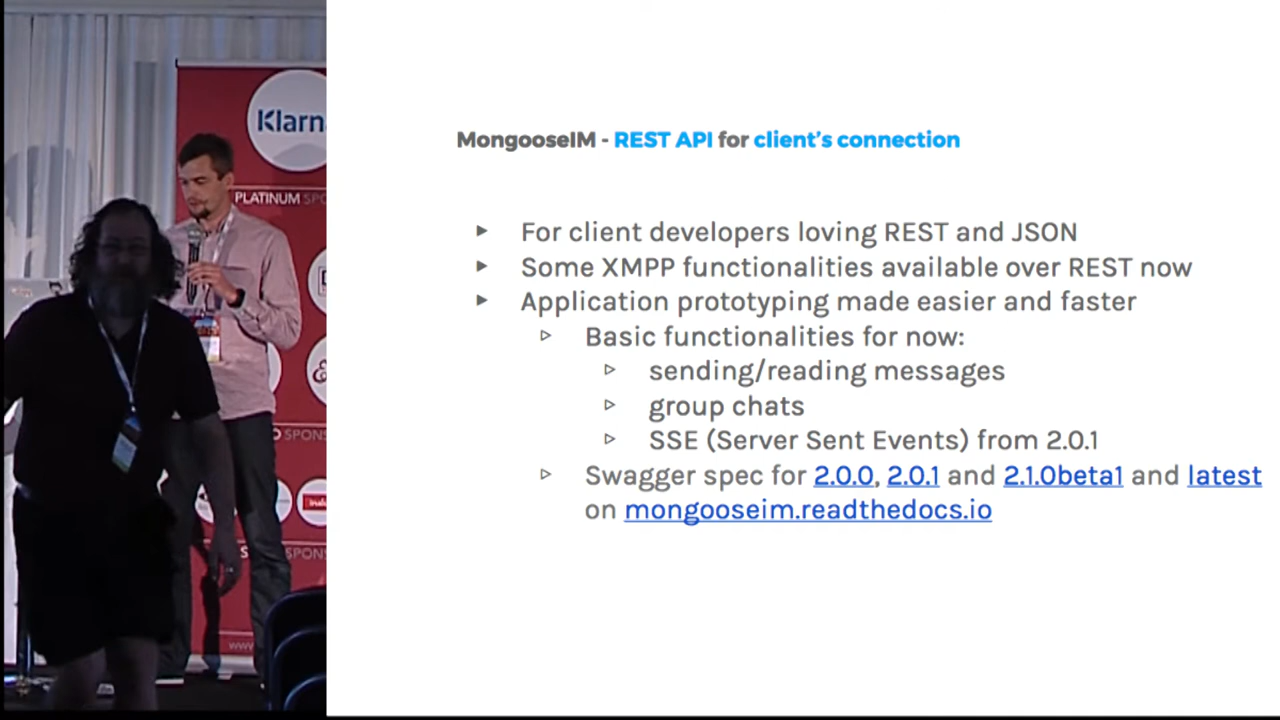 Klarn
PLATINUM SPO
SPONS
SPONS
www
MongooseIM - REST API for client's connection
For client developers loving REST and JSON
Some XMPP functionalities available over REST now
Application prototyping made easier and faster
Basic functionalities for now:
sending/reading messages
group chats
SSE (Server Sent Events) from 2.0.1
Swagger spec for 2.0.0, 2.0.1 and 2.1.0beta1 and latest
on mongooseim.readthedocs.io